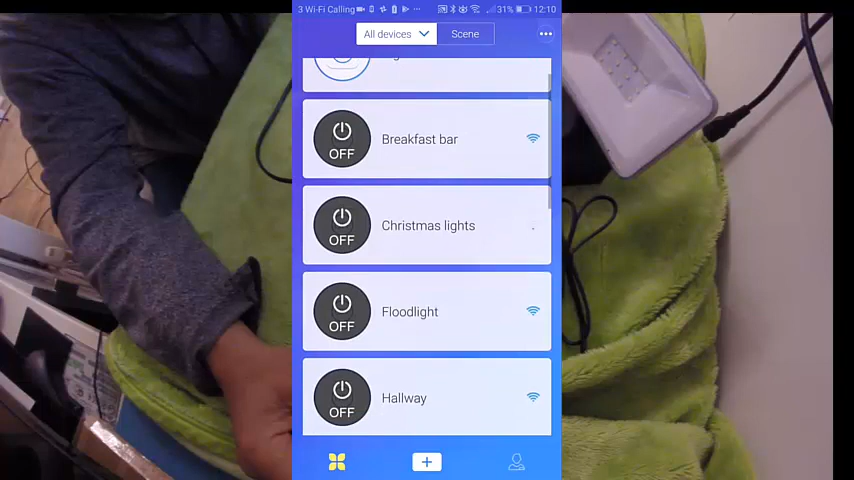 3 Wi-Fi Calling 31% 12:10
All devices Scene
OFF Breakfast bar
OFF Christmas lights
OFF Floodlight
OFF Hallway